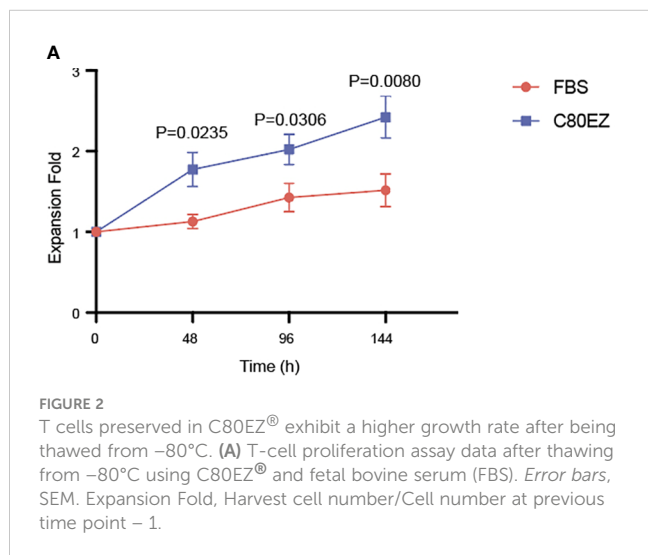 A
3
P=0.0080
FBS
P=0.0235
P=0.0306
C80EZ
2
Expansion Fold
1
0
0
48
96
144
Time (h)
FIGURE 2
T cells preserved in C80EZ® exhibit a higher growth rate after being
thawed from −80°C. (A) T-cell proliferation assay data after thawing
from −80°C using C80EZ® and fetal bovine serum (FBS). Error bars,
SEM. Expansion Fold, Harvest cell number/Cell number at previous
time point – 1.